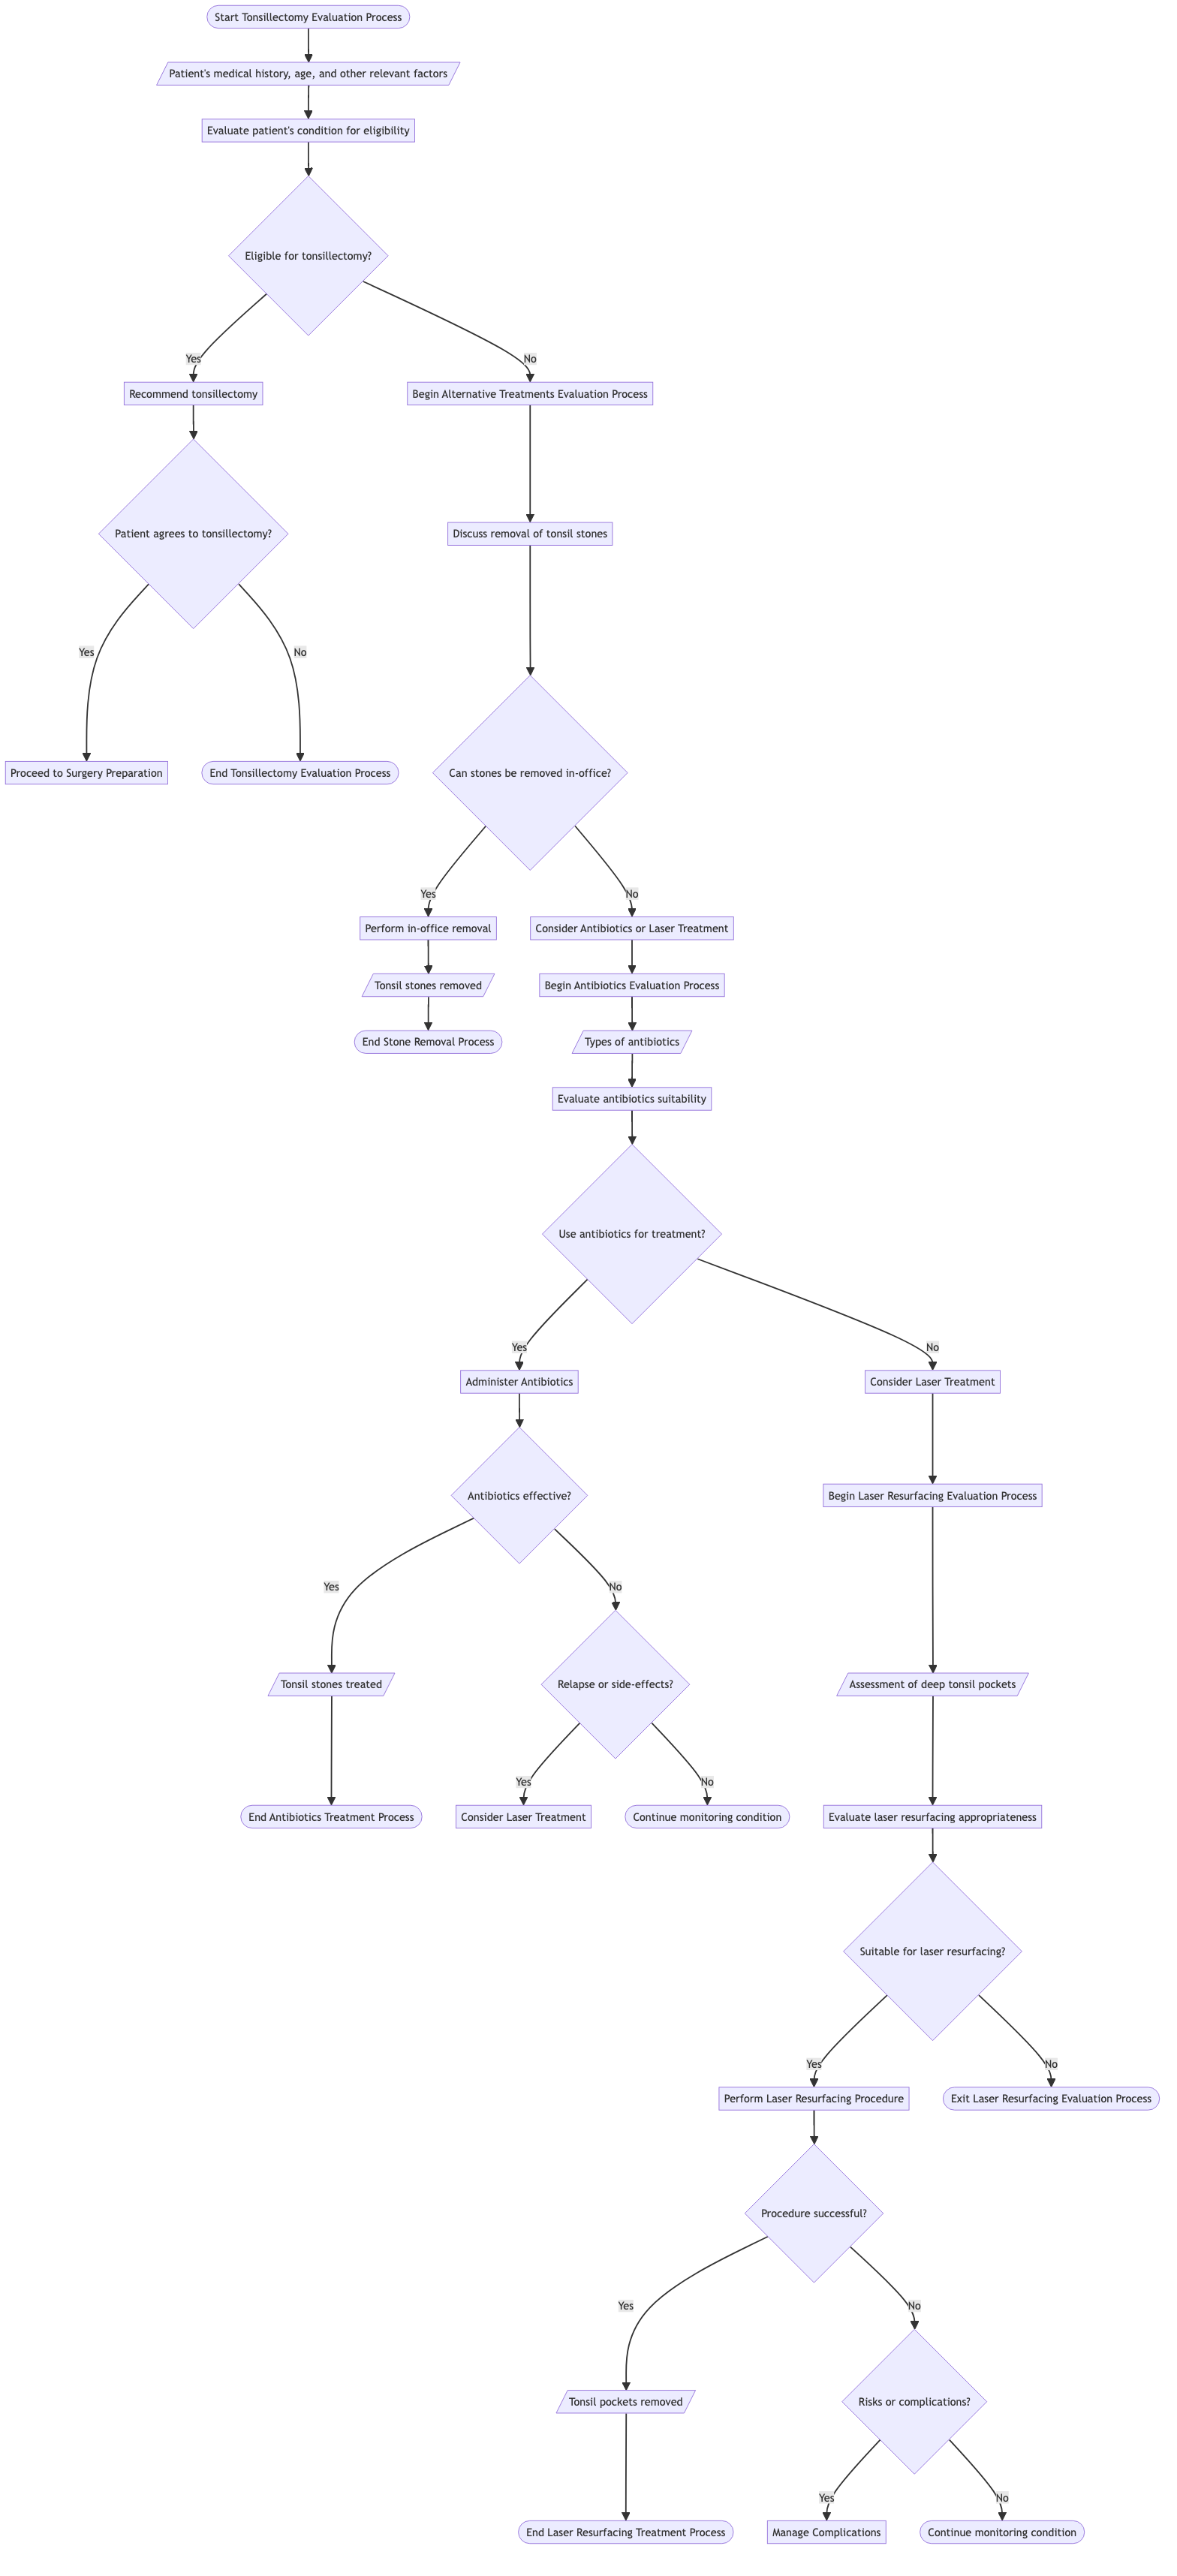 Start Tonsillectomy Evaluation Process
Patient's medical history, age, and other relevant factors
Evaluate patient's condition for eligibility
Eligible for tonsillectomy?
Yes
No
Recommend tonsillectomy
Begin Alternative Treatments Evaluation Process
Patient agrees to tonsillectomy?
Discuss removal of tonsil stones
Yes
No
Proceed to Surgery Preparation
End Tonsillectomy Evaluation Process
Can stones be removed in-office?
Yes
No
Perform in-office removal
Consider Antibiotics or Laser Treatment
Tonsil stones removed
Begin Antibiotics Evaluation Process
End Stone Removal Process
Types of antibiotics
Evaluate antibiotics suitability
Use antibiotics for treatment?
Yes
No
Administer Antibiotics
Consider Laser Treatment
Antibiotics effective?
Begin Laser Resurfacing Evaluation Process
Yes
No
Tonsil stones treated
Relapse or side-effects?
Assessment of deep tonsil pockets
Yes
No
End Antibiotics Treatment Process
Consider Laser Treatment
Continue monitoring condition
Evaluate laser resurfacing appropriateness
Suitable for laser resurfacing?
Yes
No
Perform Laser Resurfacing Procedure
Exit Laser Resurfacing Evaluation Process
Procedure successful?
Yes
No
Tonsil pockets removed
Risks or complications?
Yes
No
End Laser Resurfacing Treatment Process
Manage Complications
Continue monitoring condition